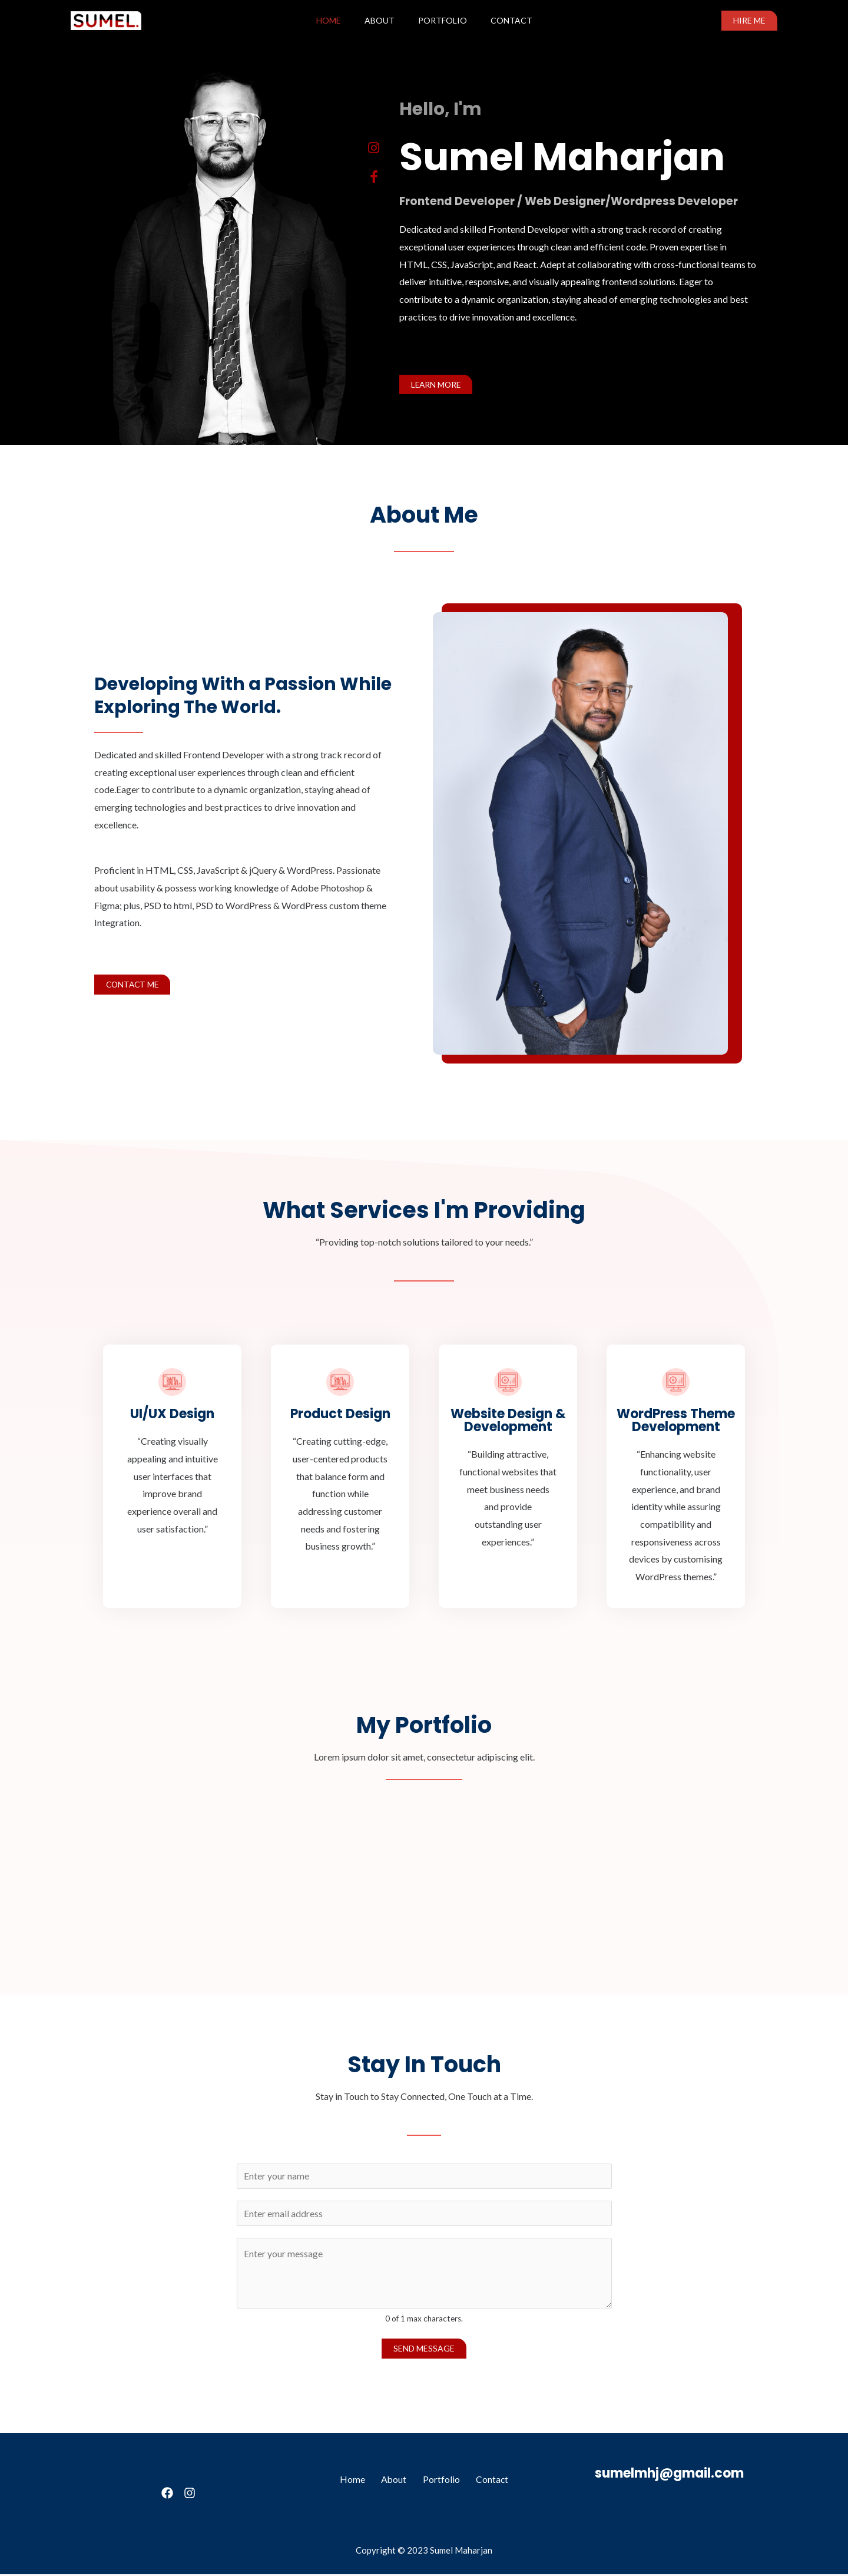 SUMEL.
HOME
ABOUT
PORTFOLIO
CONTACT
HIRE ME
Hello, I'm
Sumel Maharjan
Frontend Developer / Web Designer/Wordpress Developer
Dedicated and skilled Frontend Developer with a strong track record of creating
exceptional user experiences through clean and efficient code. Proven expertise in
HTML, CSS, JavaScript, and React. Adept at collaborating with cross-functional teams to
deliver intuitive, responsive, and visually appealing frontend solutions. Eager to
contribute to a dynamic organization, staying ahead of emerging technologies and best
practices to drive innovation and excellence.
LEARN MORE
About Me
Developing With a Passion While
Exploring The World.
Dedicated and skilled Frontend Developer with a strong track record of
creating exceptional user experiences through clean and efficient
code.Eager to contribute to a dynamic organization, staying ahead of
emerging technologies and best practices to drive innovation and
excellence.
Proficient in HTML, CSS, JavaScript & jQuery & WordPress. Passionate
about usability & possess working knowledge of Adobe Photoshop &
Figma; plus, PSD to html, PSD to WordPress & WordPress custom theme
Integration.
CONTACT ME
What Services I'm Providing
“Providing top-notch solutions tailored to your needs.”
UI/UX Design
“Creating visually
appealing and intuitive
user interfaces that
improve brand
experience overall and
user satisfaction.”
Product Design
“Creating cutting-edge,
user-centered products
that balance form and
function while
addressing customer
needs and fostering
business growth.”
Website Design &
Development
“Building attractive,
functional websites that
meet business needs
and provide
outstanding user
experiences.”
WordPress Theme
Development
“Enhancing website
functionality, user
experience, and brand
identity while assuring
compatibility and
responsiveness across
devices by customising
WordPress themes.”
My Portfolio
Lorem ipsum dolor sit amet, consectetur adipiscing elit.
Stay In Touch
Stay in Touch to Stay Connected, One Touch at a Time.
Enter your name
Enter email address
Enter your message
0 of 1 max characters.
SEND MESSAGE
Home
About
Portfolio
Contact
sumelmhj@gmail.com
Copyright © 2023 Sumel Maharjan